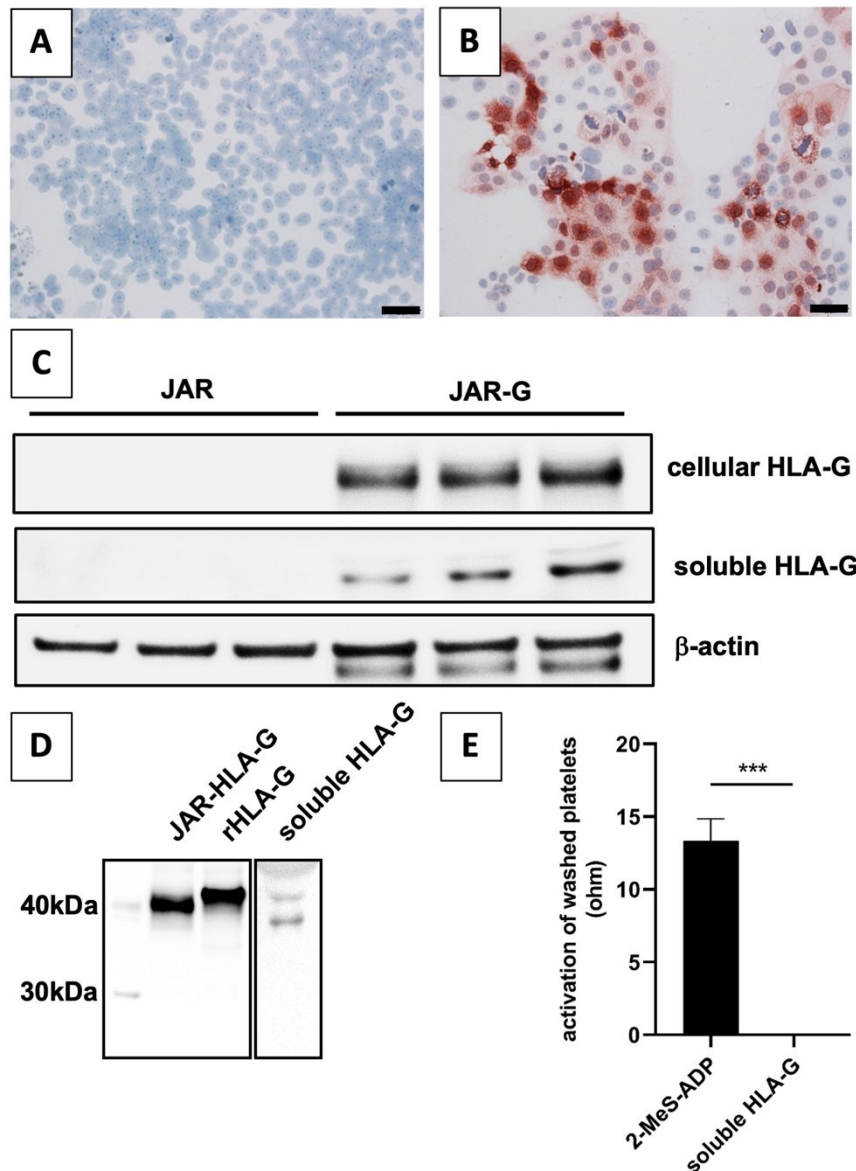 A
B
C
JAR
JAR-G
cellular HLA-G
soluble HLA-G
β-actin
D
JAR-HLA-G
rHLA-G
soluble HLA-G
40kDa
30kDa
E
activation of washed platelets
(ohm)
20
15
10
5
0
***
2-MeS-ADP
soluble HLA-G